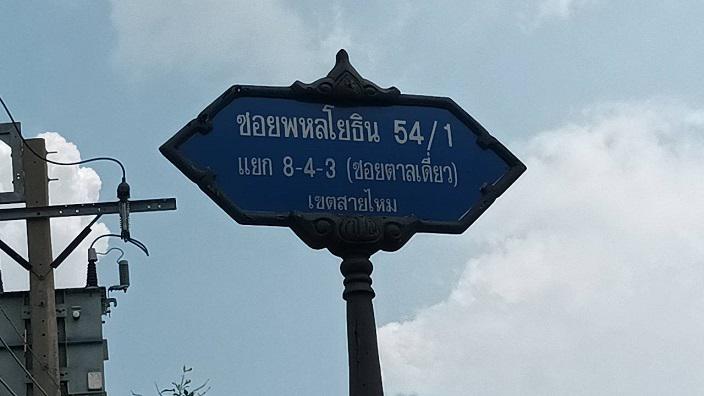 ซอยพหลโยธิน 54/1
แยก 8-4-3 (ซอยตาลเดี่ยว)
เขตสายไหม